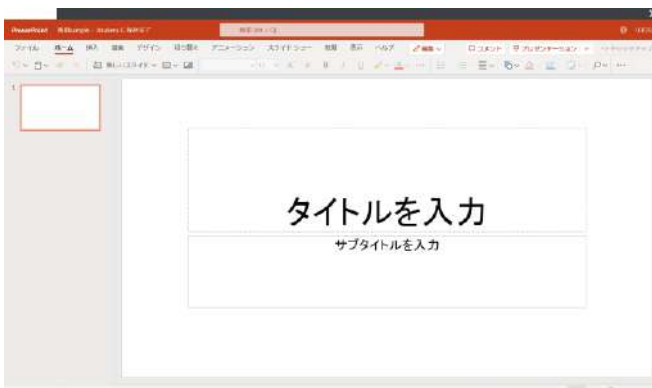 PowerPoint
ファイル ホーム 挿入 描画 デザイン 切り替え アニメーション スライド ショー 校閲 表示 ヘルプ 編集 コメント プレゼンテーション
新しいスライド
1
タイトルを入力
サブタイトルを入力